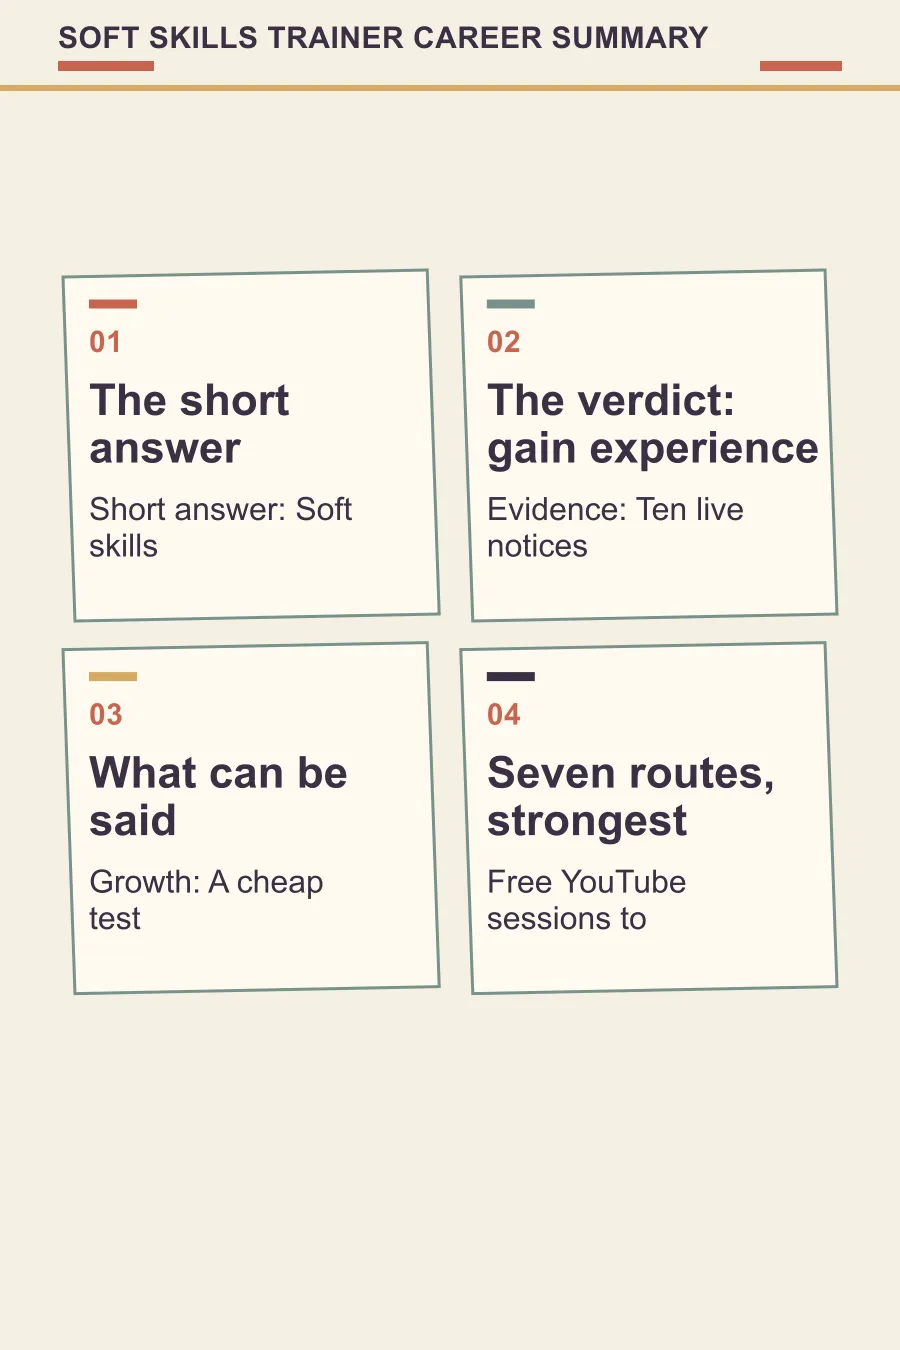 SOFT SKILLS TRAINER CAREER SUMMARY
01
The short
answer
Short answer: Soft
skills
02
The verdict:
gain experience
Evidence: Ten live
notices
03
What can be
said
Growth: A cheap
test
04
Seven routes,
strongest
Free YouTube
sessions to